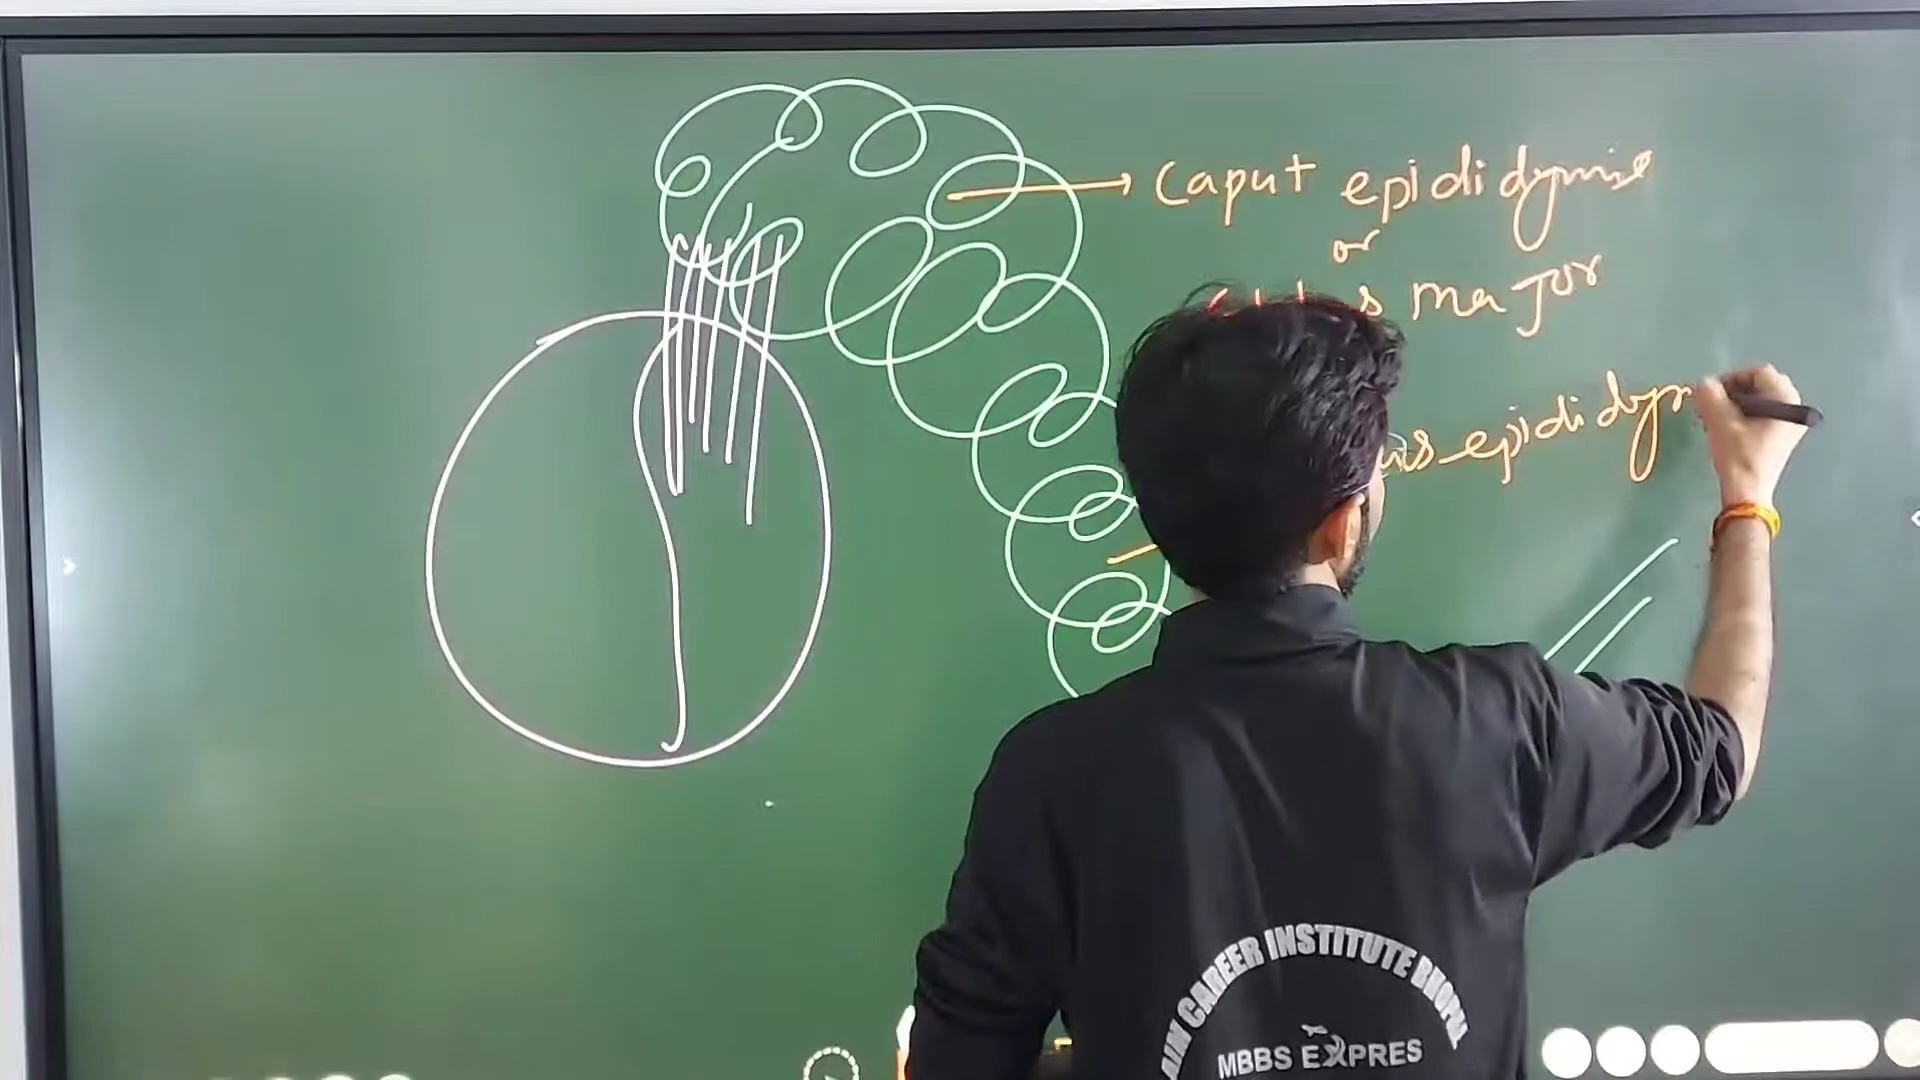 Caput epididymis
or
major
epididym
CAREER INSTITUTE BHOPAL
MBBS EXPRES